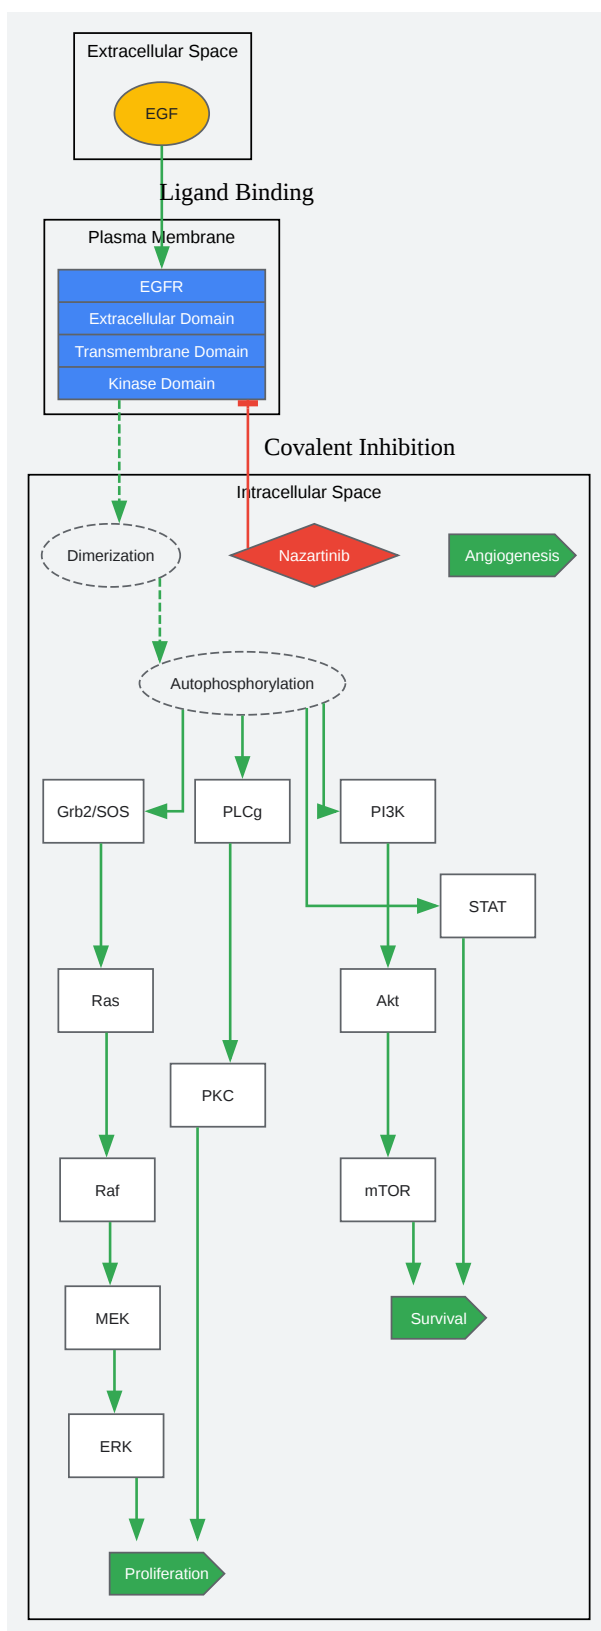 Extracellular Space
EGF
Ligand Binding
Plasma Membrane
EGFR
Extracellular Domain
Transmembrane Domain
Kinase Domain
Covalent Inhibition
Intracellular Space
Dimerization
Nazartinib
Angiogenesis
Autophosphorylation
Grb2/SOS
PLCg
PI3K
STAT
Ras
Akt
PKC
Raf
mTOR
MEK
Survival
ERK
Proliferation